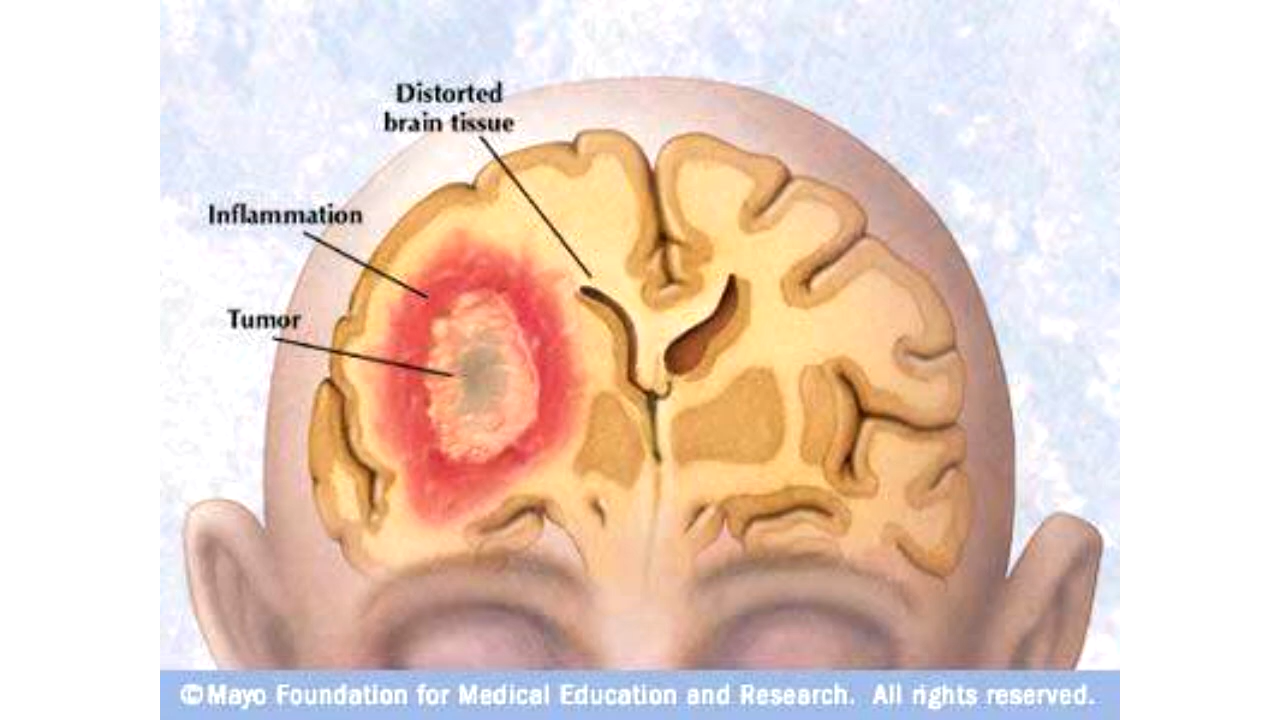 Distorted
brain tissue
Inflammation
Tumor
©Mayo Foundation for Medical Education and Research. All rights reserved.